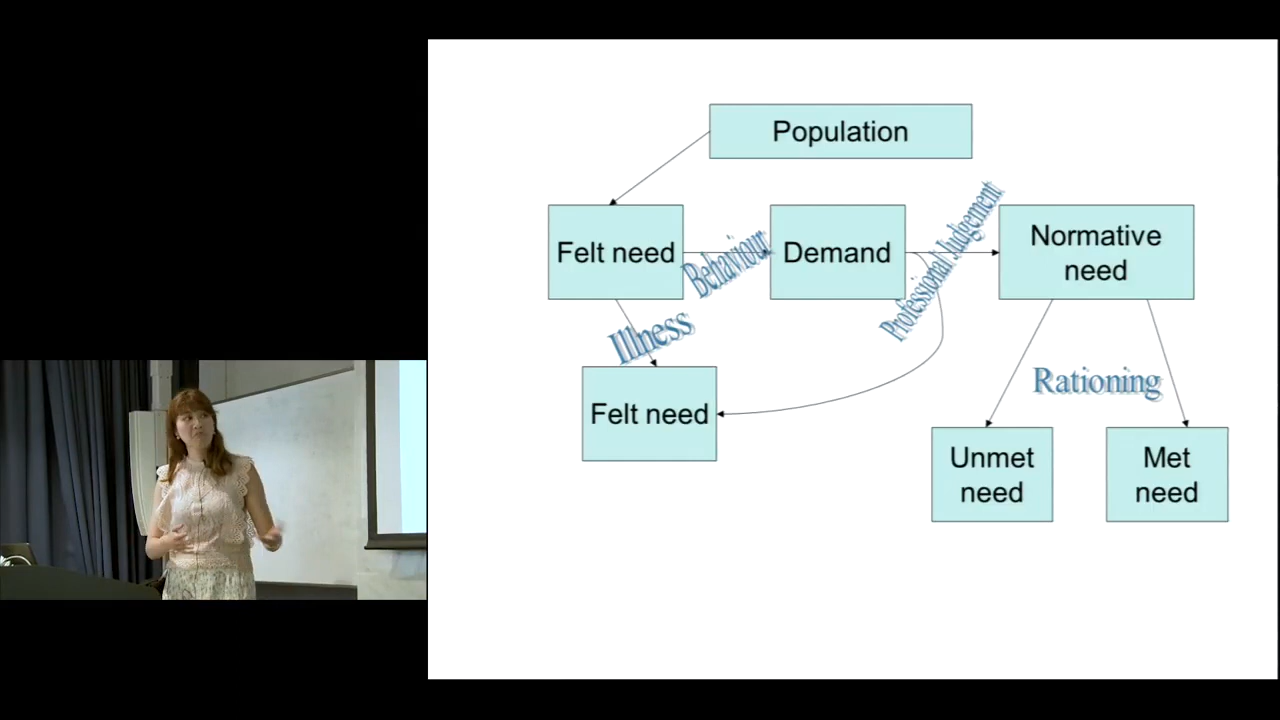 Population
Felt need
Behaviour
Demand
Professional Judgement
Normative
need
Illness
Felt need
Rationing
Unmet
need
Met
need